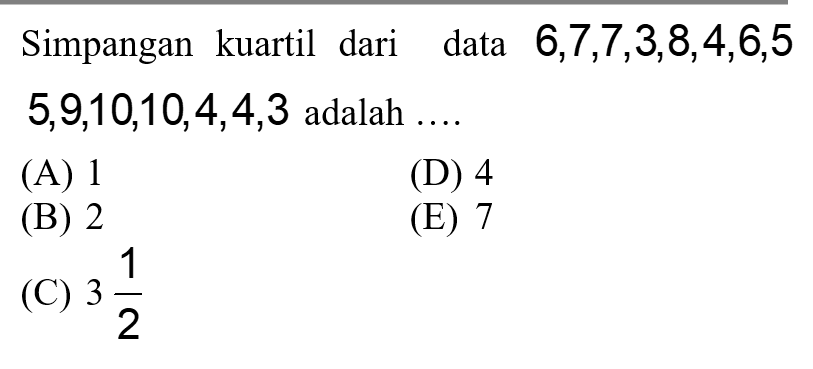 Simpangan kuartil dari data 6,7,7,3,8,4,6,5
5,9,10,10,4,4,3 adalah ....
(A) 1 (D) 4
(B) 2 (E) 7
(C) 3 1/2